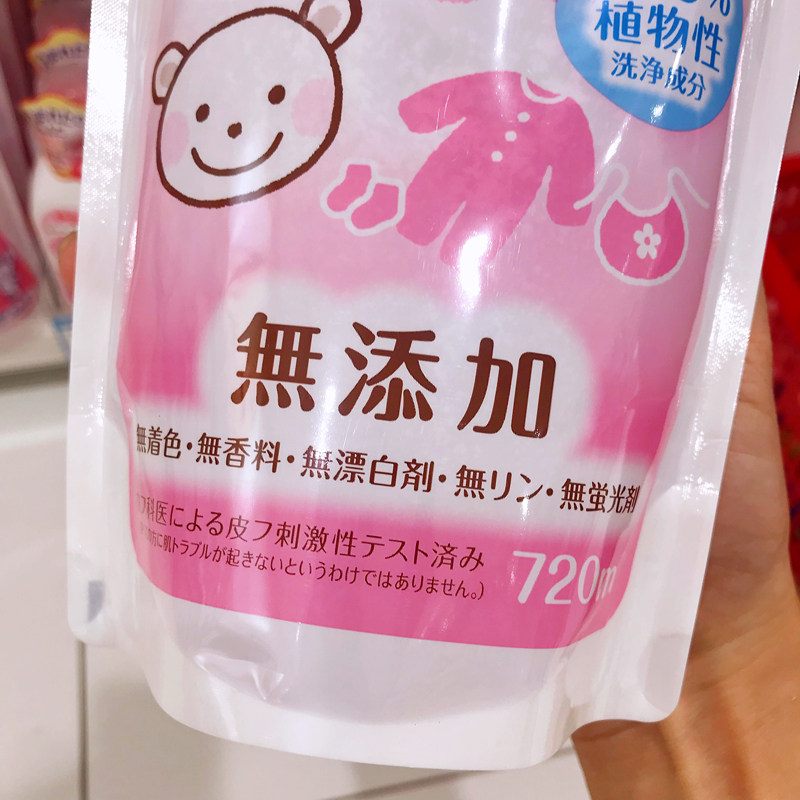 植物性
洗浄成分
無添加
無着色・無香料・無漂白剤・無リン・無蛍光剤
フ科医による皮フ刺激性テスト済み
に肌トラブルが起きないというわけではありません。)
720m